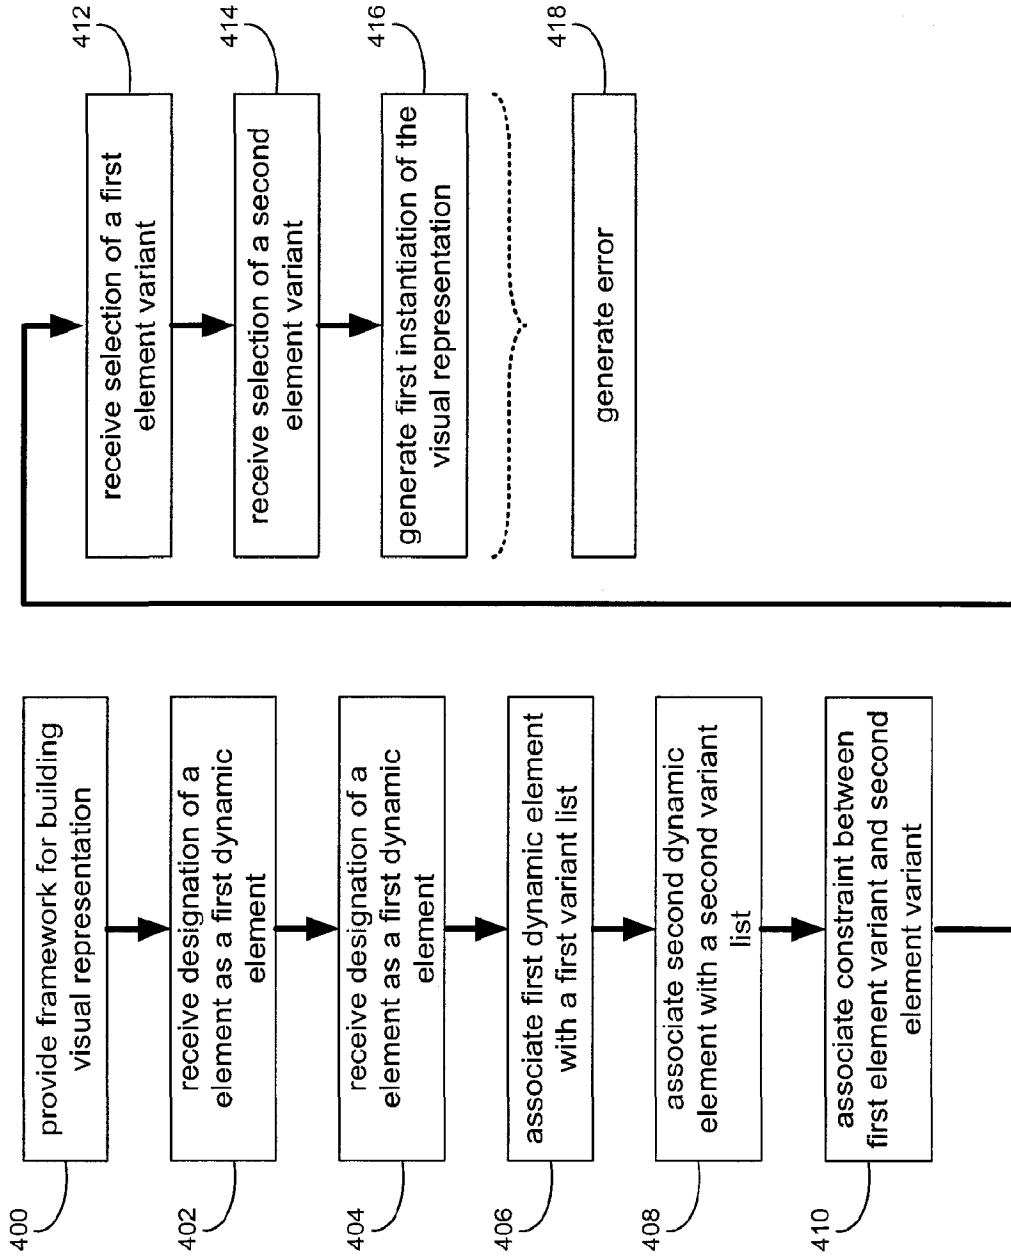 400
provide framework for building
visual representation
402
receive designation of a
element as a first dynamic
element
404
receive designation of a
element as a first dynamic
element
406
associate first dynamic element
with a first variant list
408
associate second dynamic
element with a second variant
list
410
associate constraint between
first element variant and second
element variant
412
receive selection of a first
element variant
414
receive selection of a second
element variant
416
generate first instantiation of the
visual representation
418
generate error